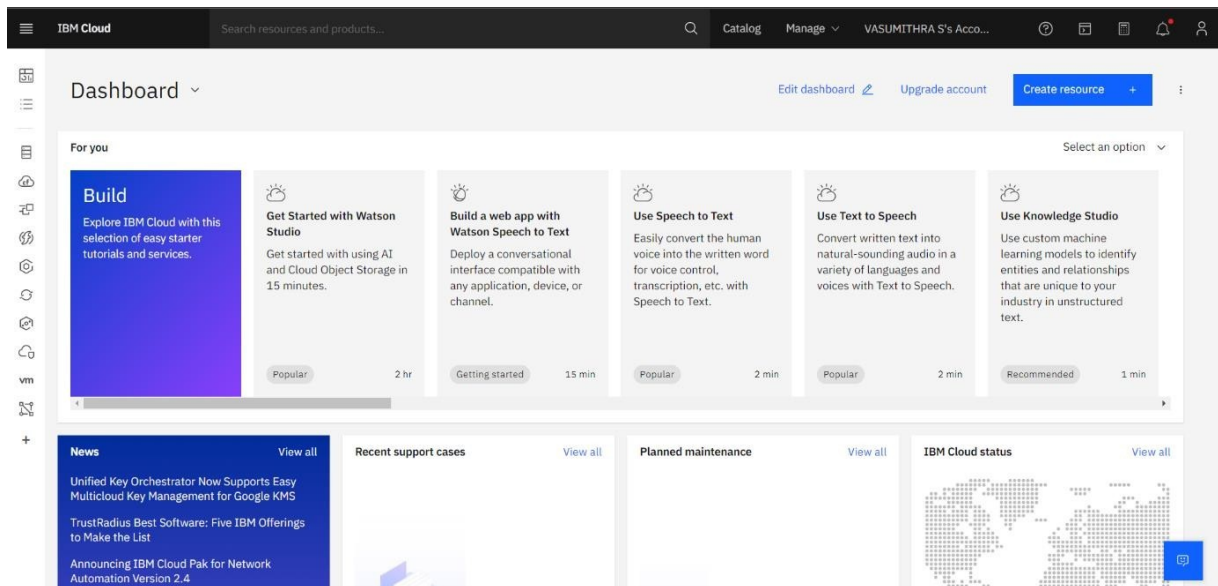 IBM Cloud
Search resources and products...
Catalog
Manage
VASUMITHRA S's Acco...
Dashboard
Edit dashboard
Upgrade account
Create resource +
For you
Select an option
Build
Explore IBM Cloud with this
selection of easy starter
tutorials and services.
Get Started with Watson
Studio
Get started with using AI
and Cloud Object Storage in
15 minutes.
Popular
2 hr
Build a web app with
Watson Speech to Text
Deploy a conversational
interface compatible with
any application, device, or
channel.
Getting started
15 min
Use Speech to Text
Easily convert the human
voice into the written word
for voice control,
transcription, etc. with
Speech to Text.
Popular
2 min
Use Text to Speech
Convert written text into
natural-sounding audio in a
variety of languages and
voices with Text to Speech.
Popular
2 min
Use Knowledge Studio
Use custom machine
learning models to identify
entities and relationships
that are unique to your
industry in unstructured
text.
Recommended
1 min
vm
News
View all
Unified Key Orchestrator Now Supports Easy
Multicloud Key Management for Google KMS
TrustRadius Best Software: Five IBM Offerings
to Make the List
Announcing IBM Cloud Pak for Network
Automation Version 2.4
Recent support cases
View all
Planned maintenance
View all
IBM Cloud status
View all